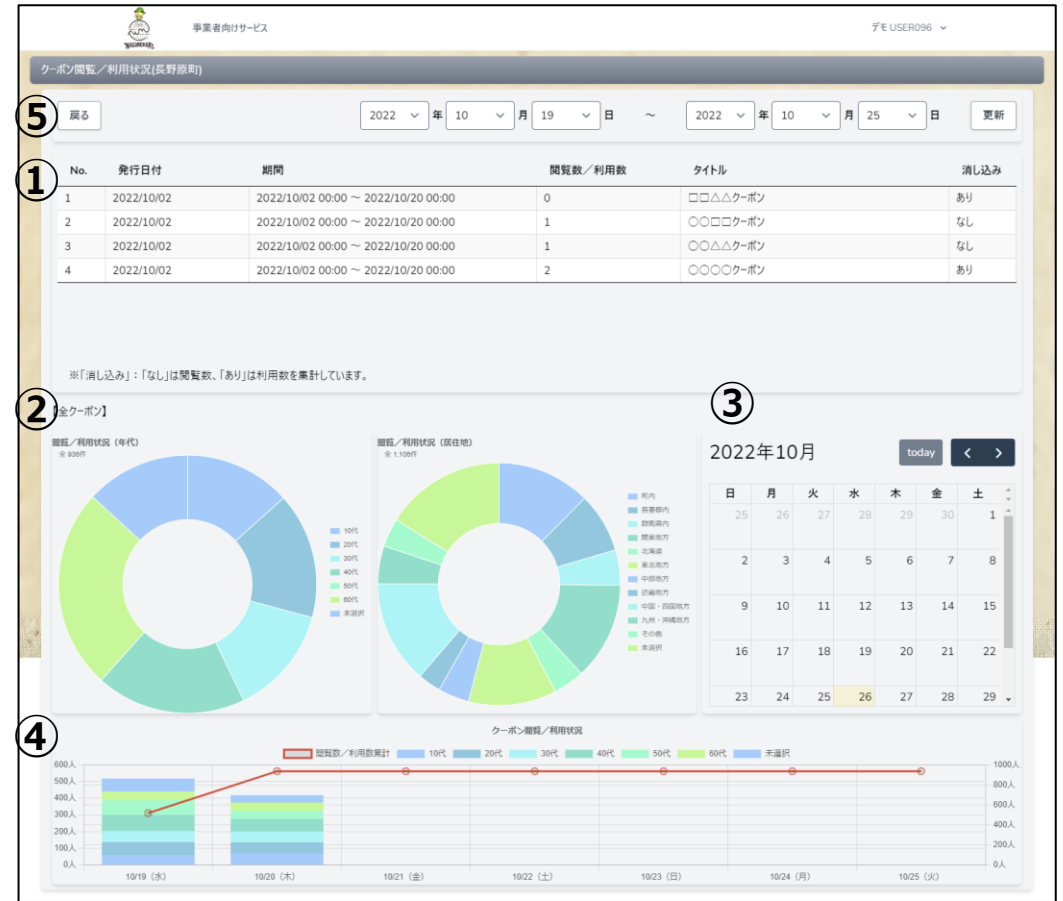 事業者向けサービス
デモ USER096
クーポン閲覧／利用状況(長野原町)
⑤
戻る
2022 年 10 月 19 日 ～ 2022 年 10 月 25 日 更新
①
No. 発行日付 期間 閲覧数／利用数 タイトル 消し込み
1 2022/10/02 2022/10/02 00:00 ～ 2022/10/20 00:00 0 □□△△クーポン あり
2 2022/10/02 2022/10/02 00:00 ～ 2022/10/20 00:00 1 ○○□□クーポン なし
3 2022/10/02 2022/10/02 00:00 ～ 2022/10/20 00:00 1 ○○△△クーポン なし
4 2022/10/02 2022/10/02 00:00 ～ 2022/10/20 00:00 2 ○○○○クーポン あり
※「消し込み」：「なし」は閲覧数、「あり」は利用数を集計しています。
②
【全クーポン】
閲覧／利用状況（年代）
全 936件
10代
20代
30代
40代
50代
60代
未選択
閲覧／利用状況（居住地）
全 1,106件
町内
吾妻郡内
群馬県内
関東地方
北海道
東北地方
中部地方
近畿地方
中国・四国地方
九州・沖縄地方
その他
未選択
③
2022年10月
today
日 月 火 水 木 金 土
25 26 27 28 29 30 1
2 3 4 5 6 7 8
9 10 11 12 13 14 15
16 17 18 19 20 21 22
23 24 25 26 27 28 29
④
クーポン閲覧／利用状況
閲覧数／利用数集計 10代 20代 30代 40代 50代 60代 未選択
600人 1000人
500人 800人
400人 600人
300人 400人
200人 200人
100人
0人 0人
10/19（水） 10/20（木） 10/21（金） 10/22（土） 10/23（日） 10/24（月） 10/25（火）